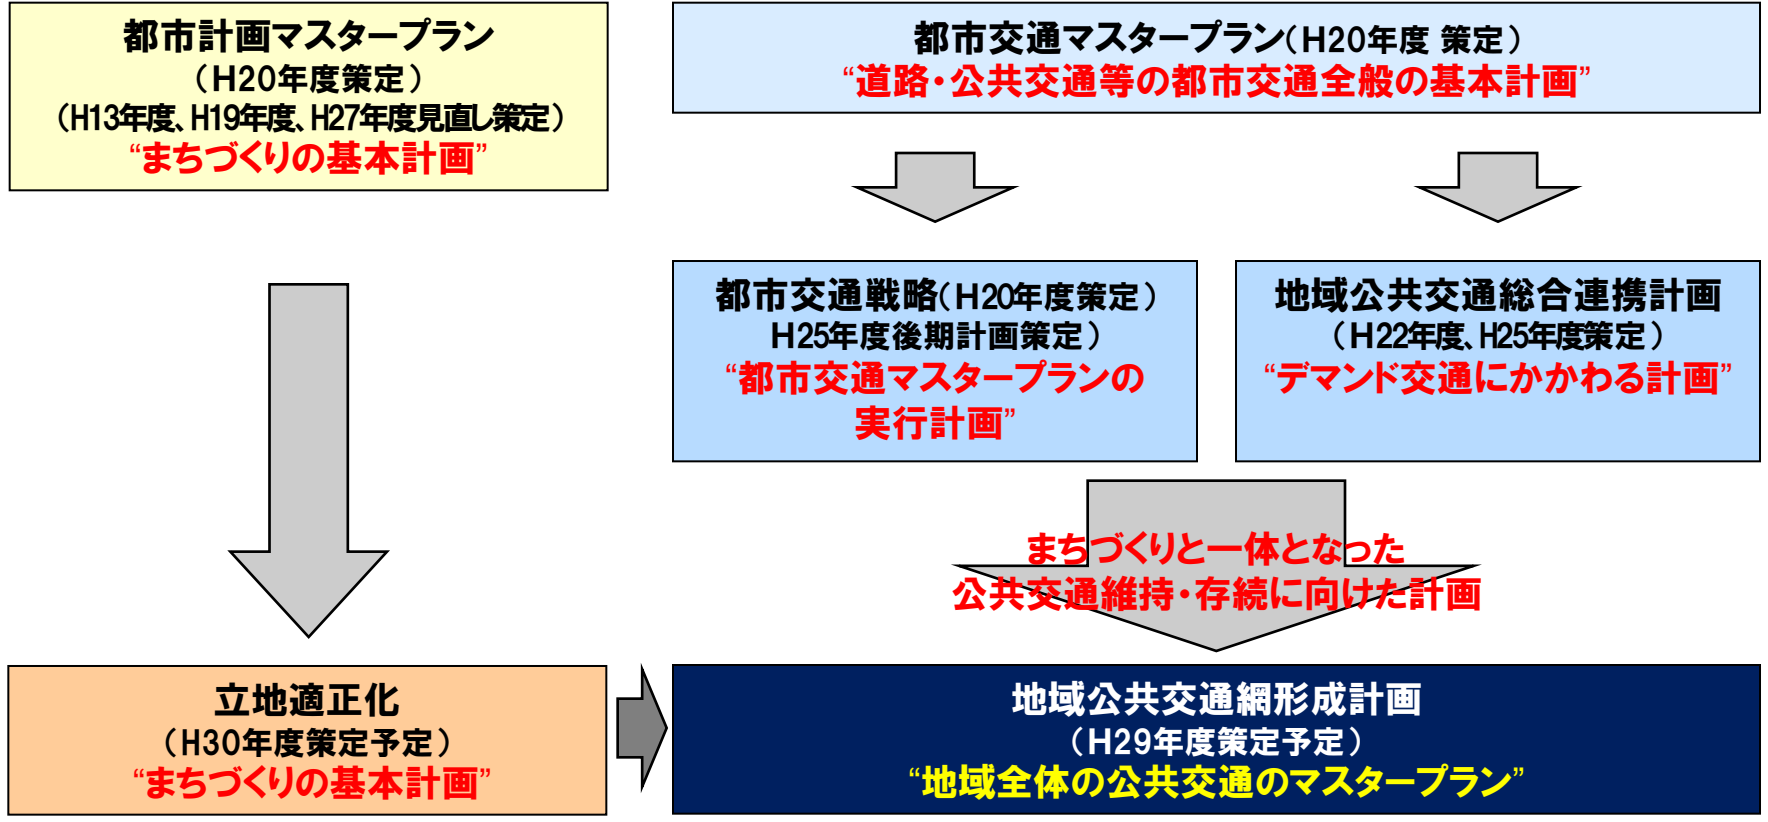 都市計画マスタープラン
（H20年度策定）
（H13年度、H19年度、H27年度見直し策定）
“まちづくりの基本計画”
都市交通マスタープラン（H20年度 策定）
“道路・公共交通等の都市交通全般の基本計画”
都市交通戦略（H20年度策定）
H25年度後期計画策定）
“都市交通マスタープランの
実行計画”
地域公共交通総合連携計画
（H22年度、H25年度策定）
“デマンド交通にかかわる計画”
まちづくりと一体となった
公共交通維持・存続に向けた計画
立地適正化
（H30年度策定予定）
“まちづくりの基本計画”
地域公共交通網形成計画
（H29年度策定予定）
“地域全体の公共交通のマスタープラン”